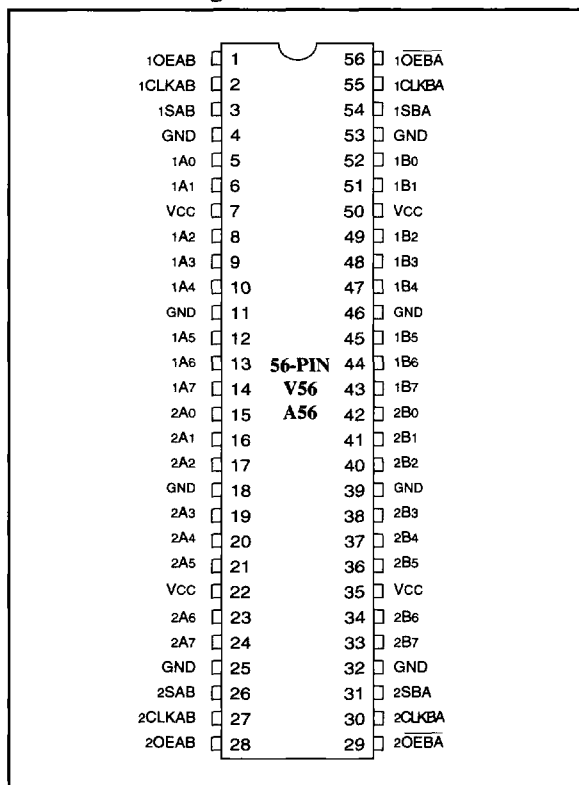 1OEAB 1 56 1OEBA
1CLKAB 2 55 1CLKBA
1SAB 3 54 1SBA
GND 4 53 GND
1A0 5 52 1B0
1A1 6 51 1B1
VCC 7 50 VCC
1A2 8 49 1B2
1A3 9 48 1B3
1A4 10 47 1B4
GND 11 46 GND
1A5 12 45 1B5
1A6 13 56-PIN 44 1B6
1A7 14 V56 43 1B7
2A0 15 A56 42 2B0
2A1 16 41 2B1
2A2 17 40 2B2
GND 18 39 GND
2A3 19 38 2B3
2A4 20 37 2B4
2A5 21 36 2B5
VCC 22 35 VCC
2A6 23 34 2B6
2A7 24 33 2B7
GND 25 32 GND
2SAB 26 31 2SBA
2CLKAB 27 30 2CLKBA
2OEAB 28 29 2OEBA